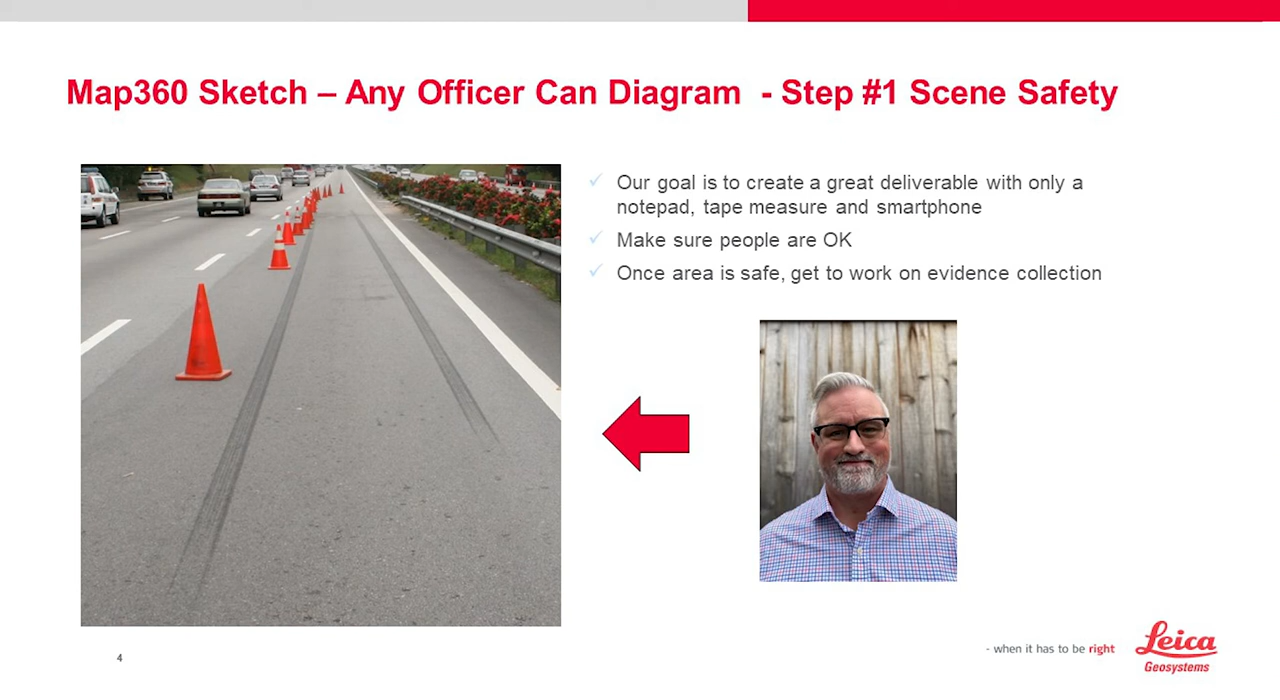 Map360 Sketch – Any Officer Can Diagram - Step #1 Scene Safety
Our goal is to create a great deliverable with only a
notepad, tape measure and smartphone
Make sure people are OK
Once area is safe, get to work on evidence collection
4
- when it has to be right
Leica
Geosystems